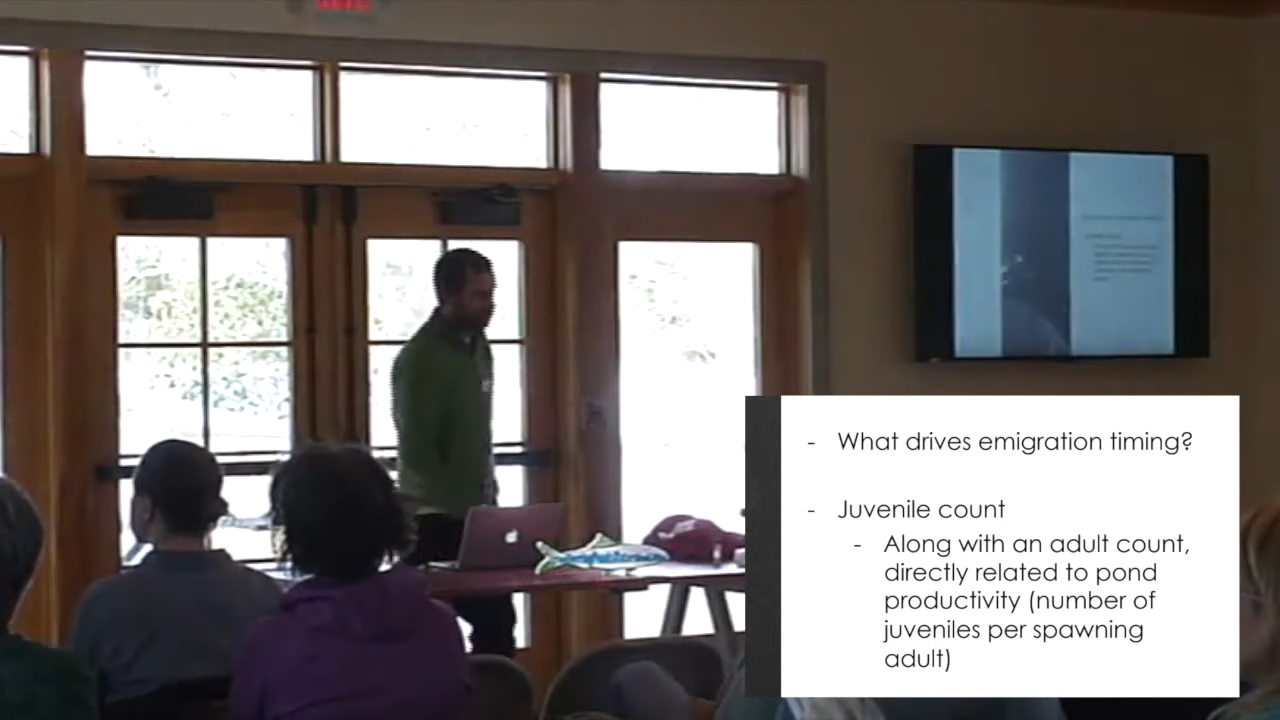 - What drives emigration timing?
- Juvenile count
- Along with an adult count,
directly related to pond
productivity (number of
juveniles per spawning
adult)